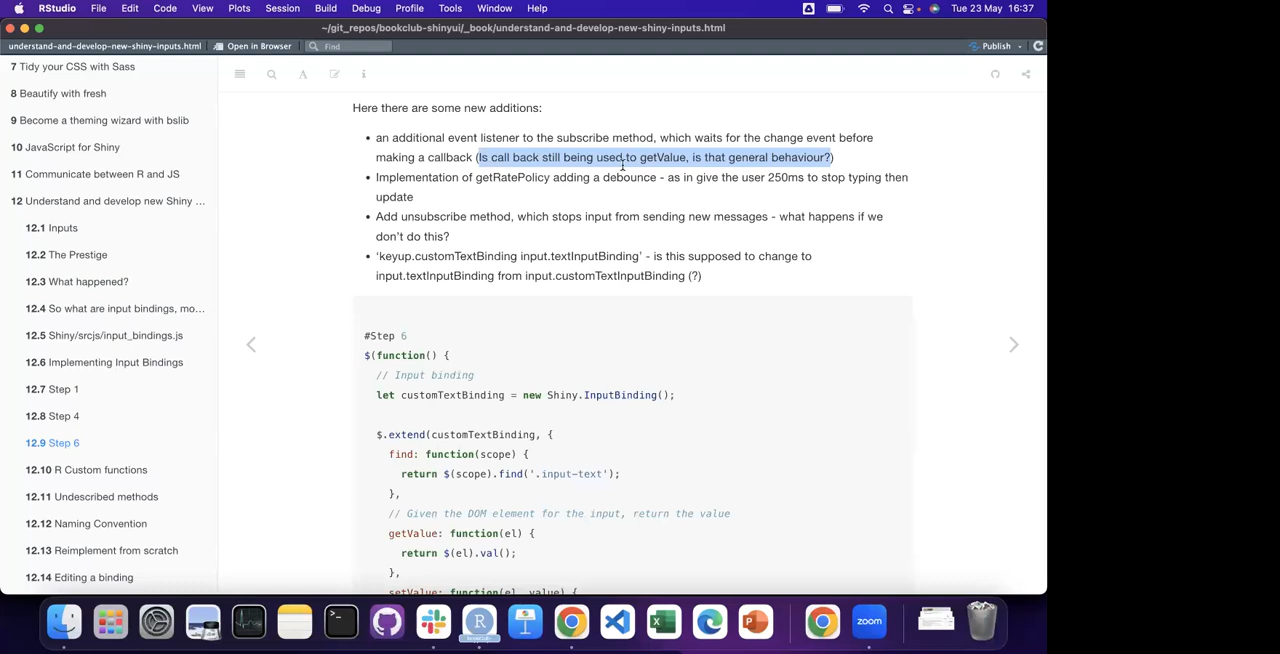 RStudio File Edit Code View Plots Session Build Debug Profile Tools Window Help
Tue 23 May 16:37
~/git_repos/bookclub-shinyui/_book/understand-and-develop-new-shiny-inputs.html
understand-and-develop-new-shiny-inputs.html Open in Browser Find Publish
7 Tidy your CSS with Sass
8 Beautify with fresh
9 Become a theming wizard with bslib
10 JavaScript for Shiny
11 Communicate between R and JS
12 Understand and develop new Shiny ...
12.1 Inputs
12.2 The Prestige
12.3 What happened?
12.4 So what are input bindings, mo...
12.5 Shiny/srcjs/input_bindings.js
12.6 Implementing Input Bindings
12.7 Step 1
12.8 Step 4
12.9 Step 6
12.10 R Custom functions
12.11 Undescribed methods
12.12 Naming Convention
12.13 Reimplement from scratch
12.14 Editing a binding
Here there are some new additions:
• an additional event listener to the subscribe method, which waits for the change event before
making a callback (Is call back still being used to getValue, is that general behaviour?)
• Implementation of getRatePolicy adding a debounce - as in give the user 250ms to stop typing then
update
• Add unsubscribe method, which stops input from sending new messages - what happens if we
don’t do this?
• ‘keyup.customTextBinding input.textInputBinding’ - is this supposed to change to
input.textInputBinding from input.customTextInputBinding (?)
#Step 6
$(function() {
// Input binding
let customTextBinding = new Shiny.InputBinding();
$.extend(customTextBinding, {
find: function(scope) {
return $(scope).find('.input-text');
},
// Given the DOM element for the input, return the value
getValue: function(el) {
return $(el).val();
},
setValue: function(el, value) {
zoom